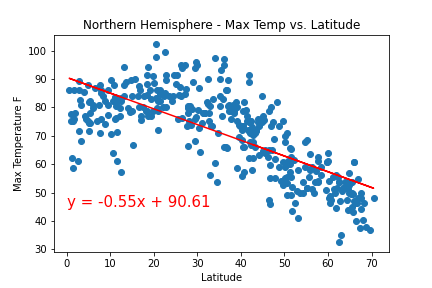 Northern Hemisphere - Max Temp vs. Latitude
100
90
80
70
60
50
40
30
Max Temperature F
y = -0.55x + 90.61
0 10 20 30 40 50 60 70
Latitude